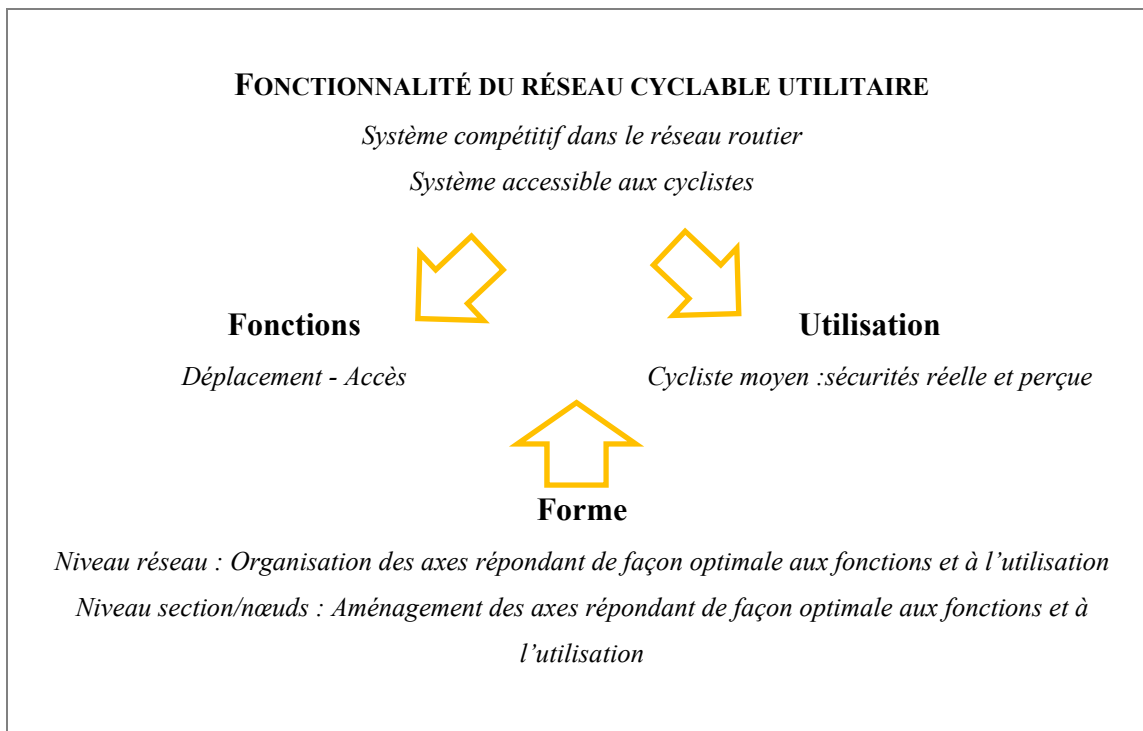 FONCTIONNALITÉ DU RÉSEAU CYCLABLE UTILITAIRE
Système compétitif dans le réseau routier
Système accessible aux cyclistes
Fonctions
Déplacement - Accès
Utilisation
Cycliste moyen :sécurités réelle et perçue
Forme
Niveau réseau : Organisation des axes répondant de façon optimale aux fonctions et à l'utilisation
Niveau section/nœuds : Aménagement des axes répondant de façon optimale aux fonctions et à
l'utilisation